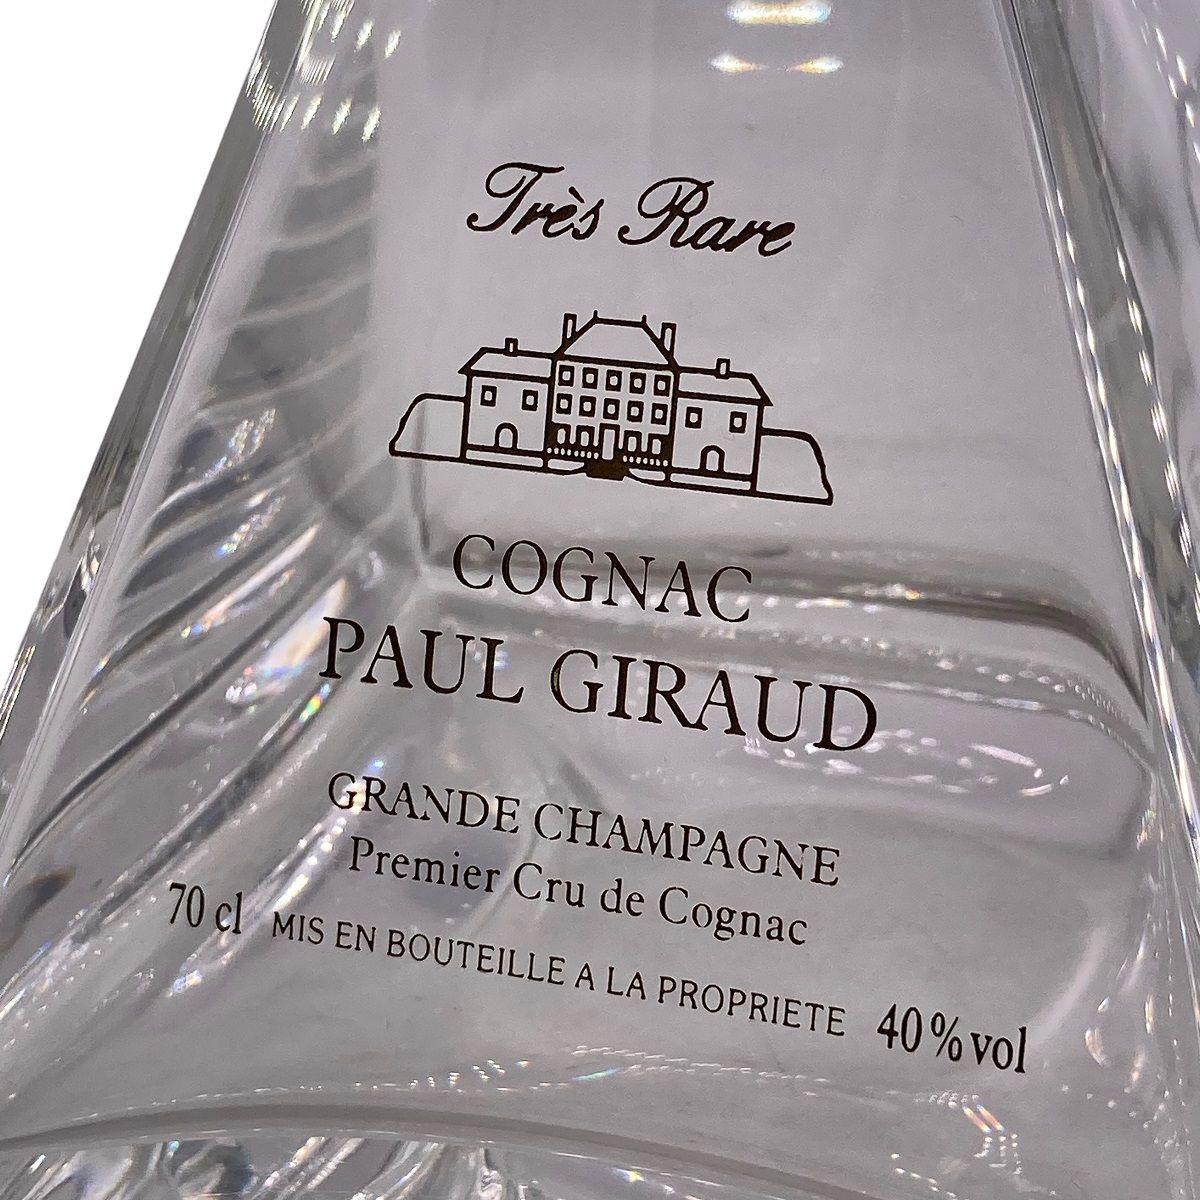 Très Rare
COGNAC
PAUL GIRAUD
GRANDE CHAMPAGNE
Premier Cru de Cognac
70 cl MIS EN BOUTEILLE A LA PROPRIETE 40%vol